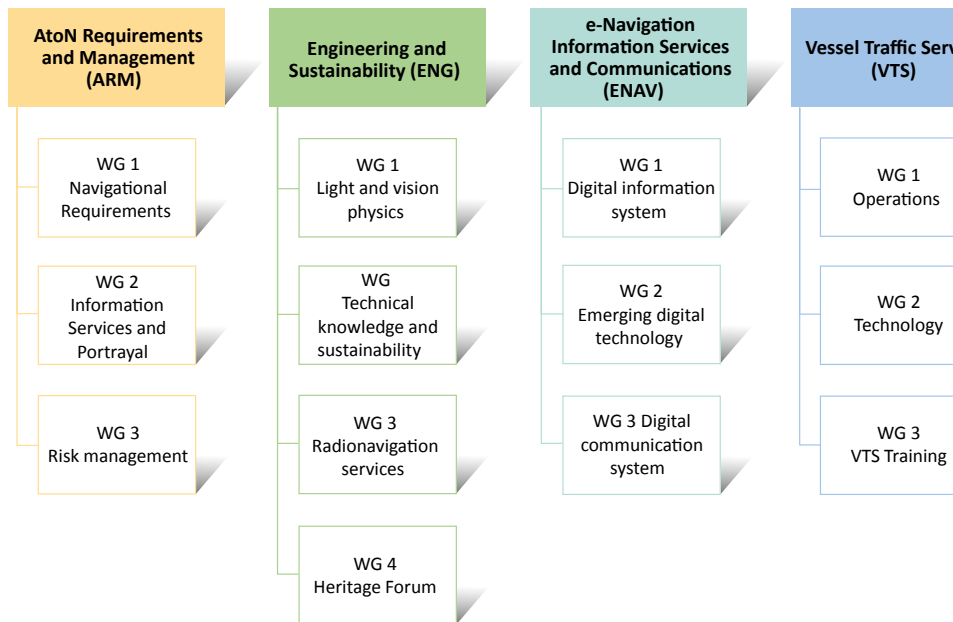 AtoN Requirements
and Management
(ARM)
WG 1
Navigational
Requirements
WG 2
Information
Services and
Portrayal
WG 3
Risk management
Engineering and
Sustainability (ENG)
WG 1
Light and vision
physics
WG
Technical
knowledge and
sustainability
WG 3
Radionavigation
services
WG 4
Heritage Forum
e-Navigation
Information Services
and Communications
(ENAV)
WG 1
Digital information
system
WG 2
Emerging digital
technology
WG 3 Digital
communication
system
Vessel Traffic
(VTS)
WG 1
Operations
WG 2
Technology
WG 3
VTS Training